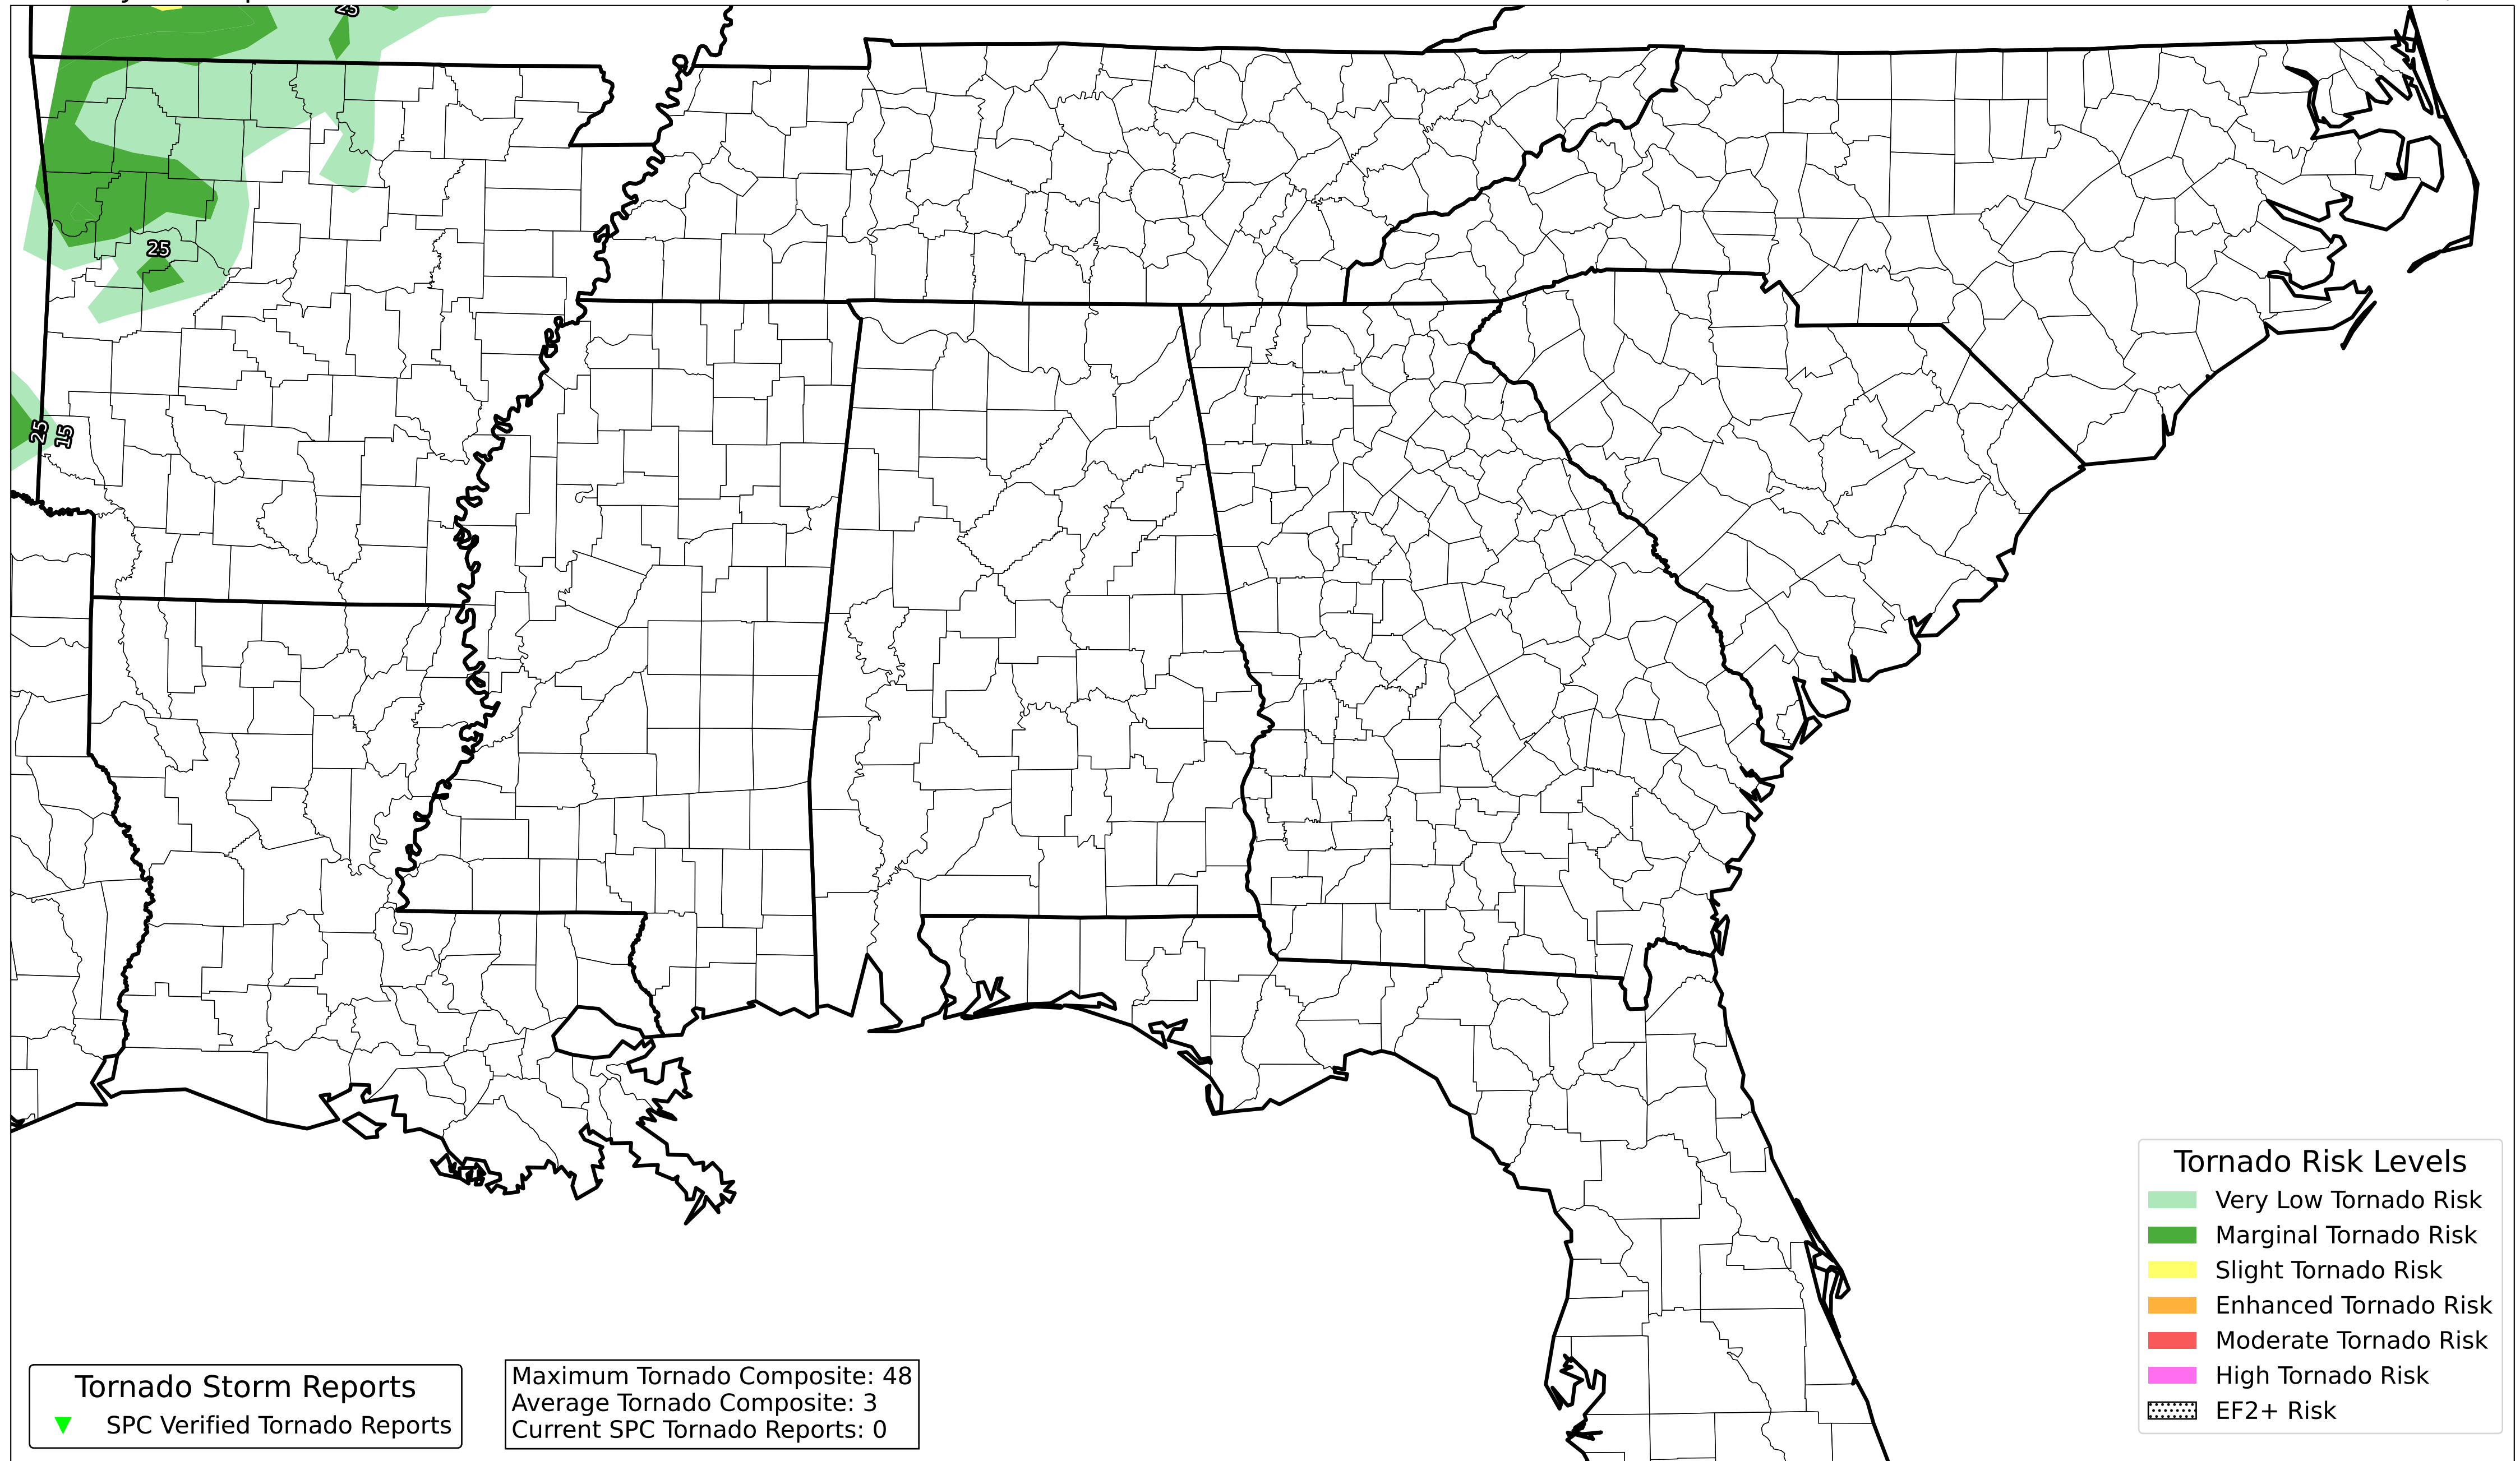 25
25
25
15
Tornado Risk Levels
Very Low Tornado Risk
Marginal Tornado Risk
Slight Tornado Risk
Enhanced Tornado Risk
Moderate Tornado Risk
High Tornado Risk
EF2+ Risk
Tornado Storm Reports
SPC Verified Tornado Reports
Maximum Tornado Composite: 48
Average Tornado Composite: 3
Current SPC Tornado Reports: 0